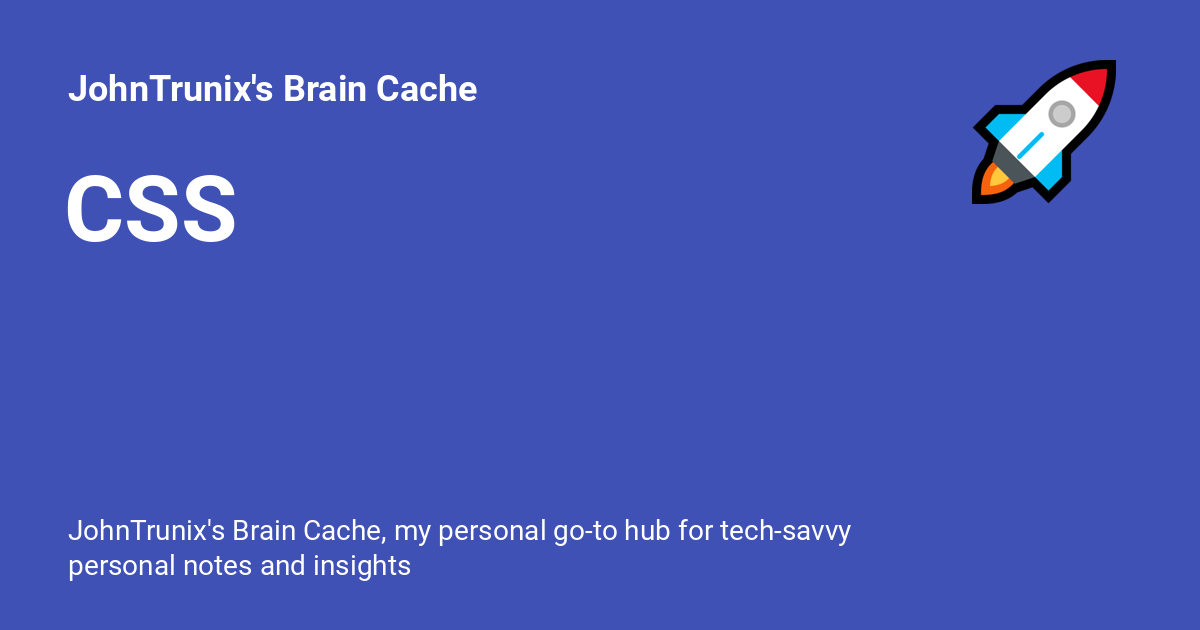 JohnTrunix's Brain Cache
CSS
JohnTrunix's Brain Cache, my personal go-to hub for tech-savvy
personal notes and insights